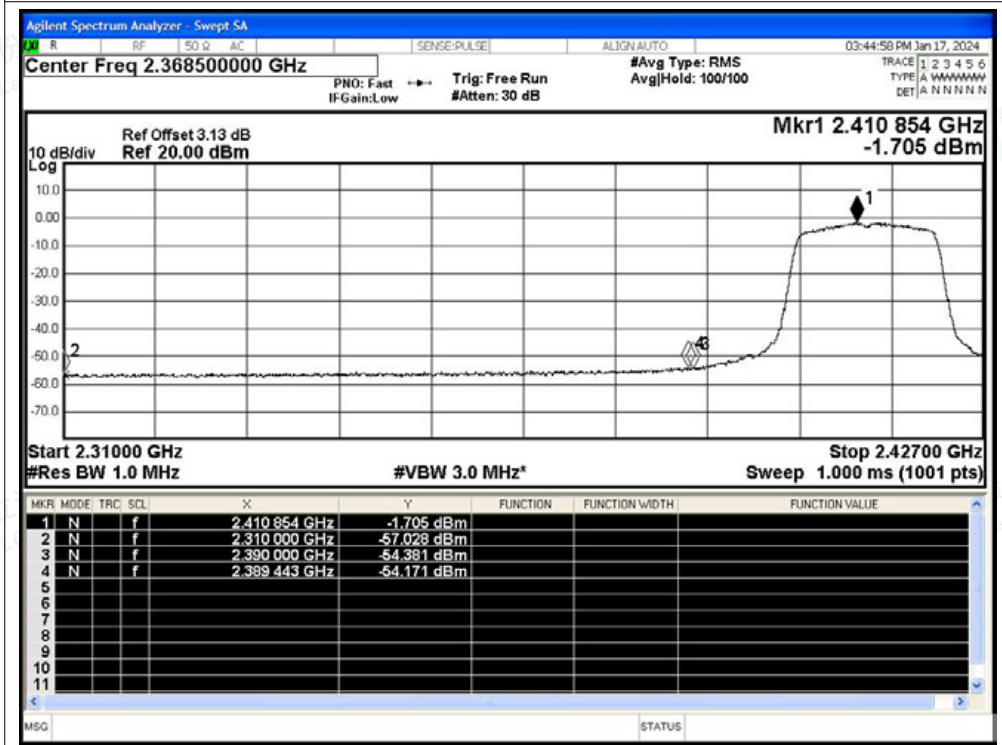 Agilent Spectrum Analyzer - Swept SA
R RF 50 Ω AC SENSE:PULSE ALIGN AUTO 03:44:58 PM Jan 17, 2024
Center Freq 2.368500000 GHz
PNO: Fast
IFGain:Low
Trig: Free Run
#Atten: 30 dB
#Avg Type: RMS
Avg|Hold: 100/100
TRACE 1 2 3 4 5 6
TYPE A WWWWW
DET A N N N N N
Ref Offset 3.13 dB
10 dB/div Ref 20.00 dBm
Log
Mkr1 2.410 854 GHz
-1.705 dBm
10.0
0.00
-10.0
-20.0
-30.0
-40.0
-50.0
-60.0
-70.0
1
2
4
3
Start 2.31000 GHz Stop 2.42700 GHz
#Res BW 1.0 MHz #VBW 3.0 MHz* Sweep 1.000 ms (1001 pts)
MKR MODE TRC SCL X Y FUNCTION FUNCTION WIDTH FUNCTION VALUE
1 N f 2.410 854 GHz -1.705 dBm
2 N f 2.310 000 GHz -57.028 dBm
3 N f 2.390 000 GHz -54.381 dBm
4 N f 2.389 443 GHz -54.171 dBm
5
6
7
8
9
10
11
MSG STATUS